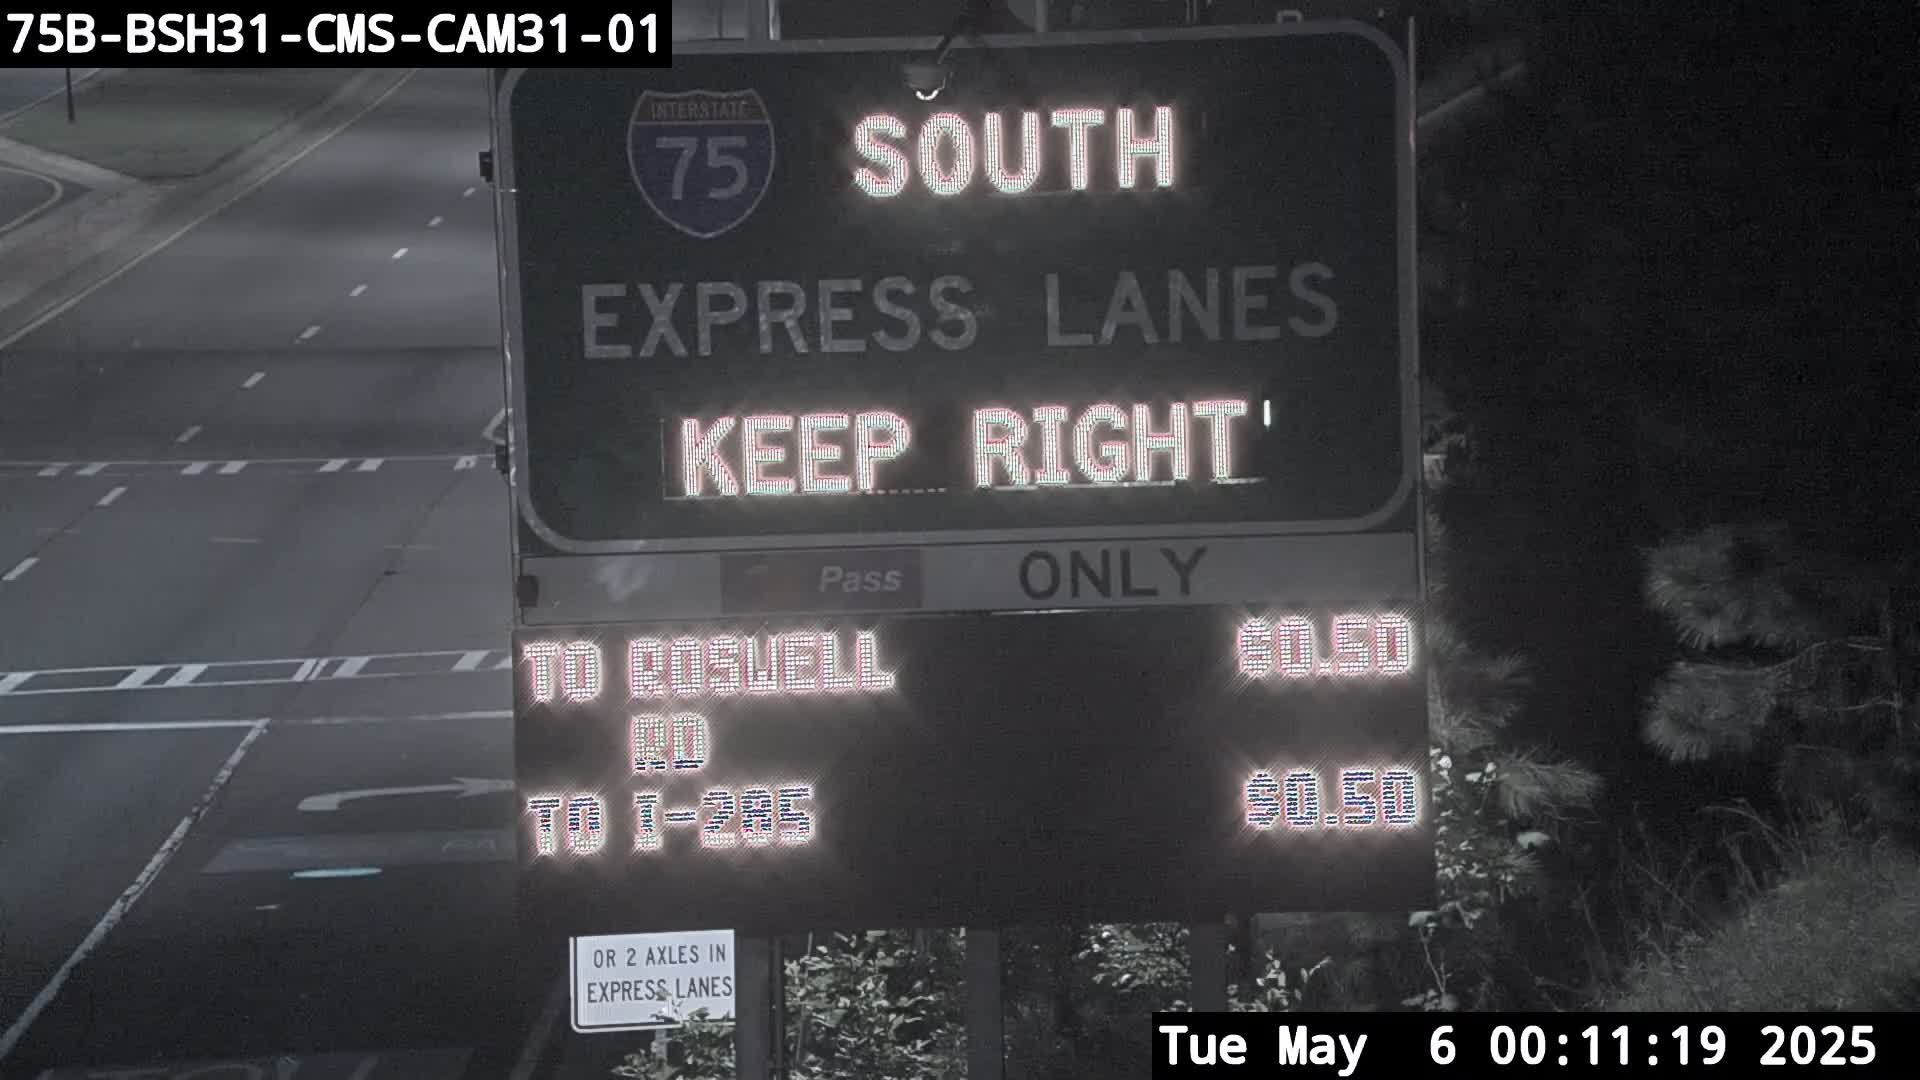 75B-BSH31-CMS-CAM31-01
INTERSTATE
75
SOUTH
EXPRESS LANES
KEEP RIGHT
Pass ONLY
TO ROSWELL $0.50
RD
TO I-285 $0.50
OR 2 AXLES IN
EXPRESS LANES
Tue May 6 00:11:19 2025